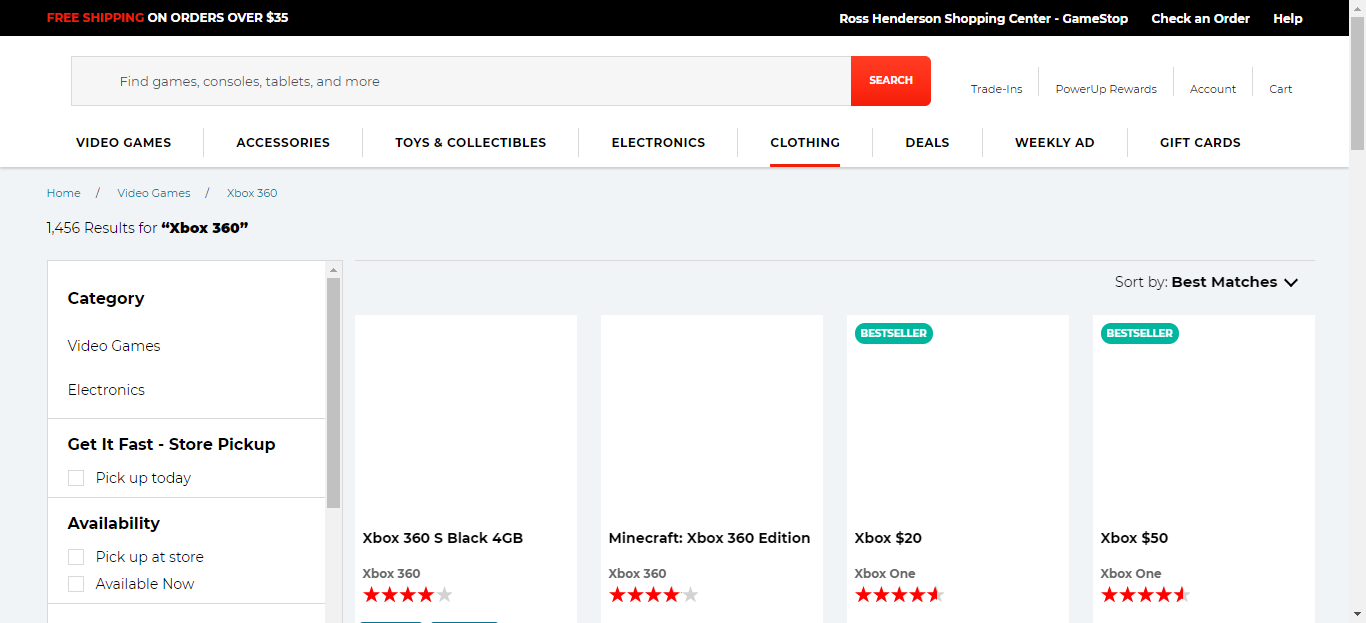 FREE SHIPPING ON ORDERS OVER $35
Ross Henderson Shopping Center - GameStop Check an Order Help
Find games, consoles, tablets, and more
SEARCH
Trade-Ins PowerUp Rewards Account Cart
VIDEO GAMES ACCESSORIES TOYS & COLLECTIBLES ELECTRONICS CLOTHING DEALS WEEKLY AD GIFT CARDS
Home / Video Games / Xbox 360
1,456 Results for “Xbox 360”
Sort by: Best Matches
Category
Video Games
Electronics
Get It Fast - Store Pickup
Pick up today
Availability
Pick up at store
Available Now
Xbox 360 S Black 4GB
Xbox 360
Minecraft: Xbox 360 Edition
Xbox 360
BESTSELLER
Xbox $20
Xbox One
BESTSELLER
Xbox $50
Xbox One